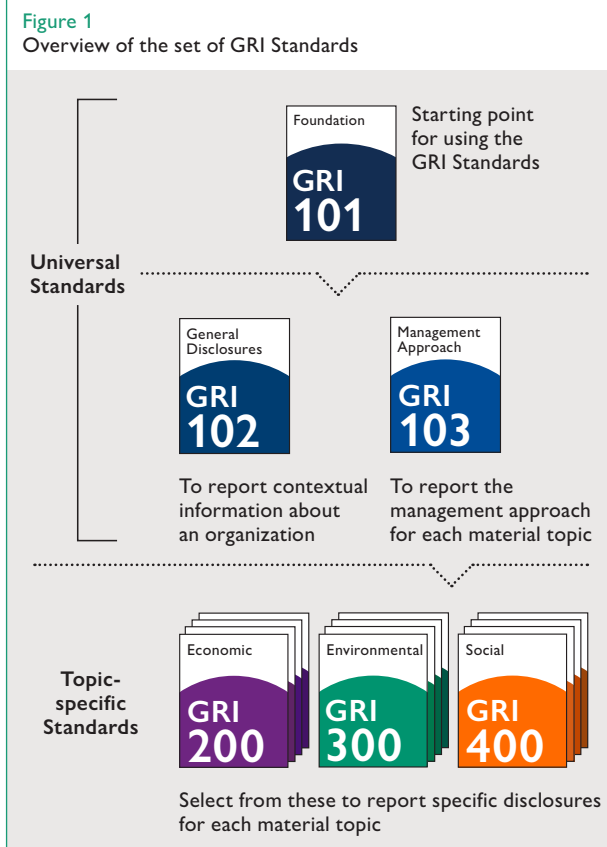 Figure 1
Overview of the set of GRI Standards
Foundation
GRI
101
Starting point
for using the
GRI Standards
Universal
Standards
General
Disclosures
GRI
102
To report contextual
information about
an organization
Management
Approach
GRI
103
To report the
management approach
for each material topic
Topic-
specific
Standards
Economic
GRI
200
Environmental
GRI
300
Social
GRI
400
Select from these to report specific disclosures
for each material topic